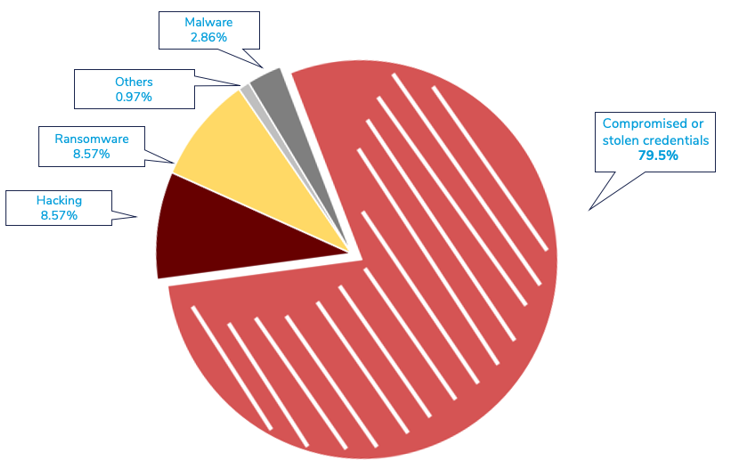 Malware
2.86%
Others
0.97%
Ransomware
8.57%
Hacking
8.57%
Compromised or
stolen credentials
79.5%